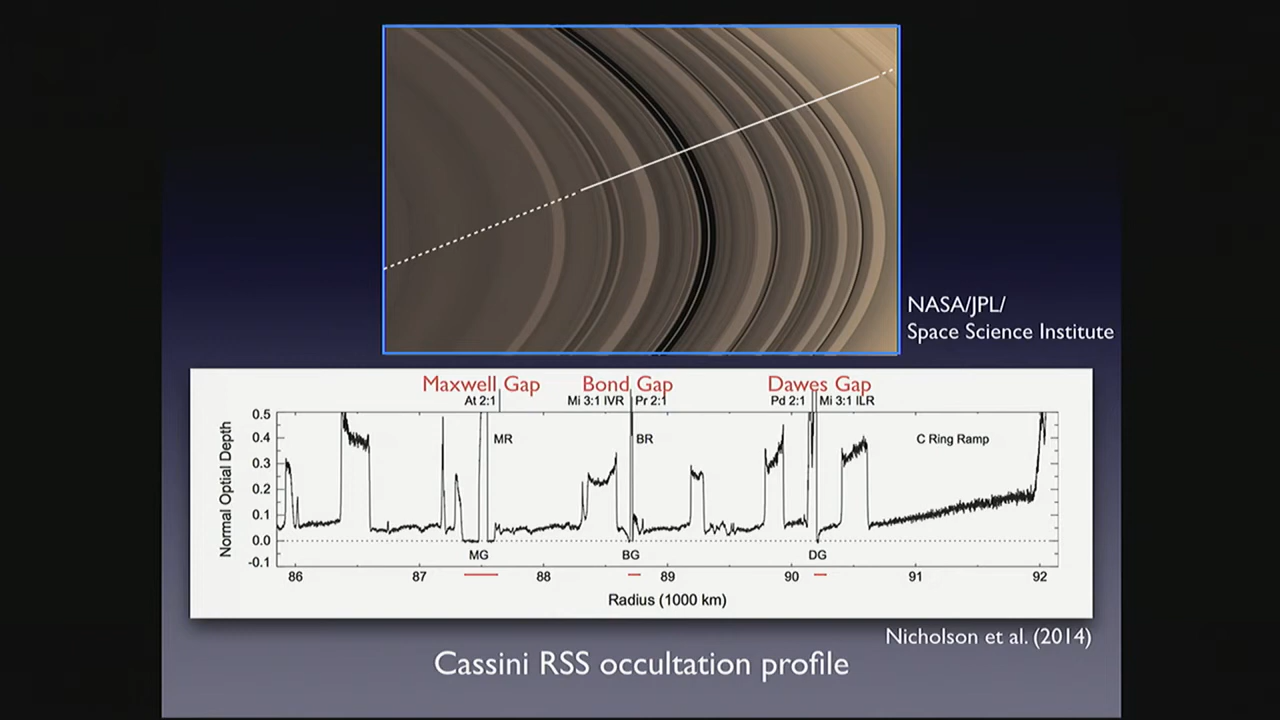 NASA/JPL/
Space Science Institute
Maxwell Gap Bond Gap Dawes Gap
At 2:1 Mi 3:1 IVR Pr 2:1 Pd 2:1 Mi 3:1 ILR
0.5
0.4
0.3
0.2
0.1
0.0
-0.1
Normal Optial Depth
MR BR C Ring Ramp
MG BG DG
86 87 88 89 90 91 92
Radius (1000 km)
Nicholson et al. (2014)
Cassini RSS occultation profile